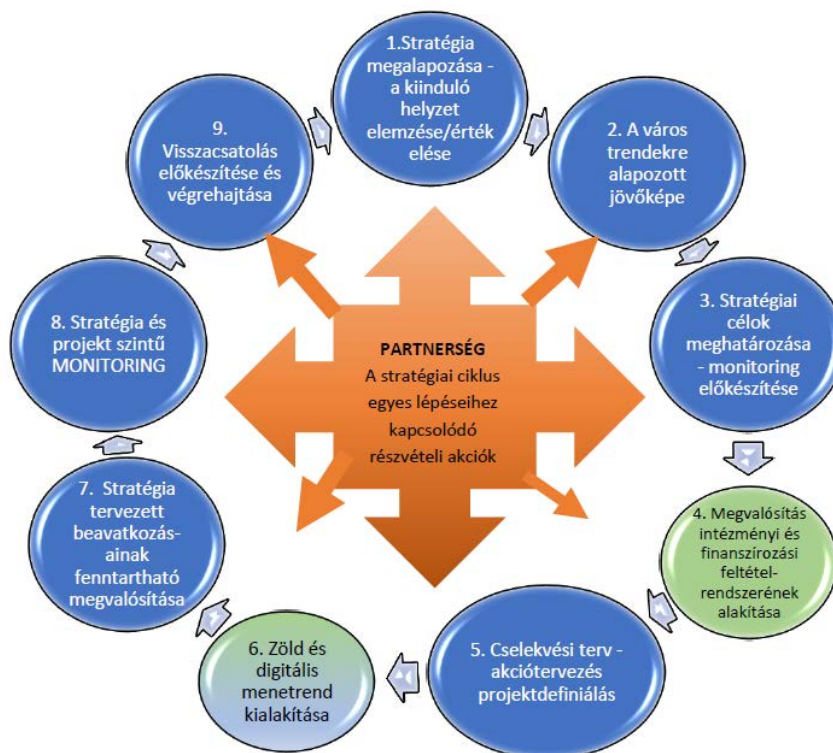 1.Stratégia
megalapozása -
a kiinduló
helyzet
elemzése/érték
elése
2. A város
trendekre
alapozott
jövőképe
3. Stratégiai
célok
meghatározása
- monitoring
előkészítése
4. Megvalósítás
intézményi és
finanszírozási
feltétel-
rendszerének
alakítása
5. Cselekvési terv -
akciótervezés
projektdefiniálás
6. Zöld és
digitális
menetrend
kialakítása
7. Stratégia
tervezett
beavatkozás-
ainak
fenntartható
megvalósítása
8. Stratégia és
projekt szintű
MONITORING
9.
Visszacsatolás
előkészítése és
végrehajtása
PARTNERSÉG
A stratégiai ciklus
egyes lépéseihez
kapcsolódó
részvételi akciók